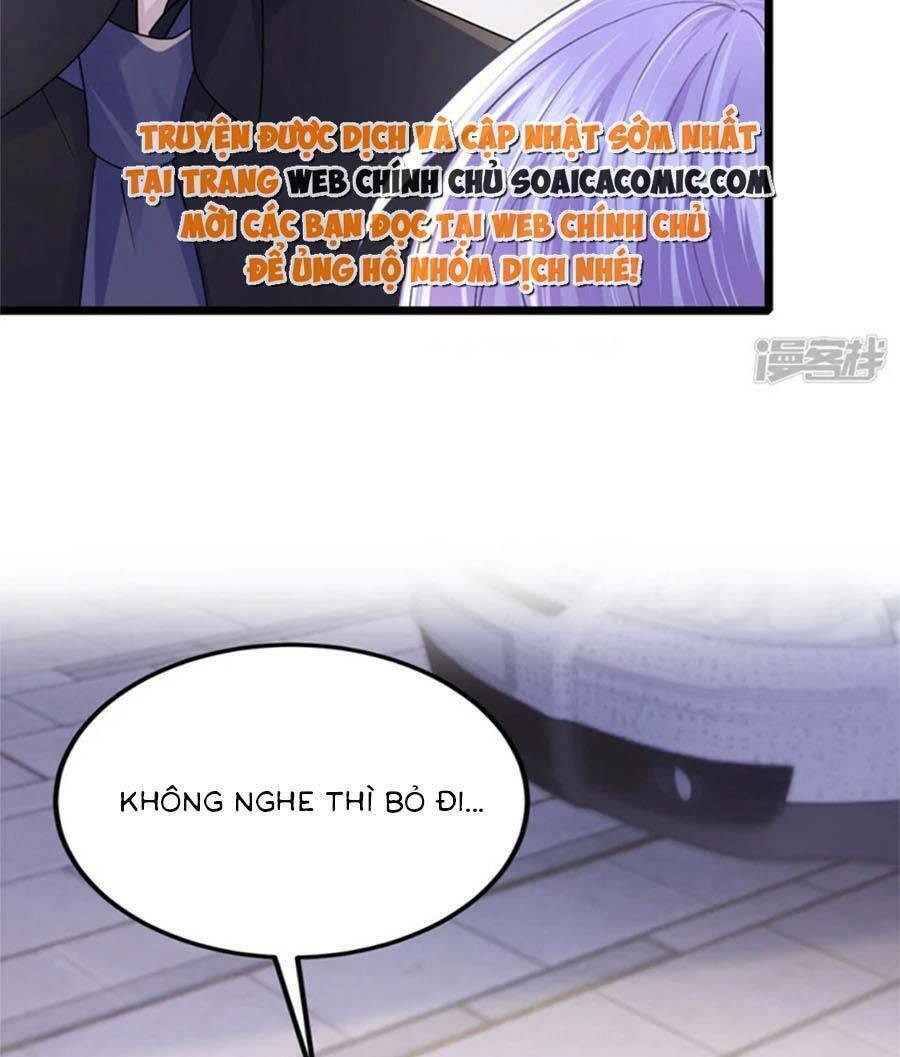 TRUYỆN ĐƯỢC DỊCH VÀ CẬP NHẬT SỚM NHẤT
TẠI TRANG WEB CHÍNH CHỦ SOAICACOMIC.COM
MỜI CÁC BẠN ĐỌC TẠI WEB CHÍNH CHỦ
ĐỂ ỦNG HỘ NHÓM DỊCH NHÉ!
漫客栈
KHÔNG NGHE THÌ BỎ ĐI...